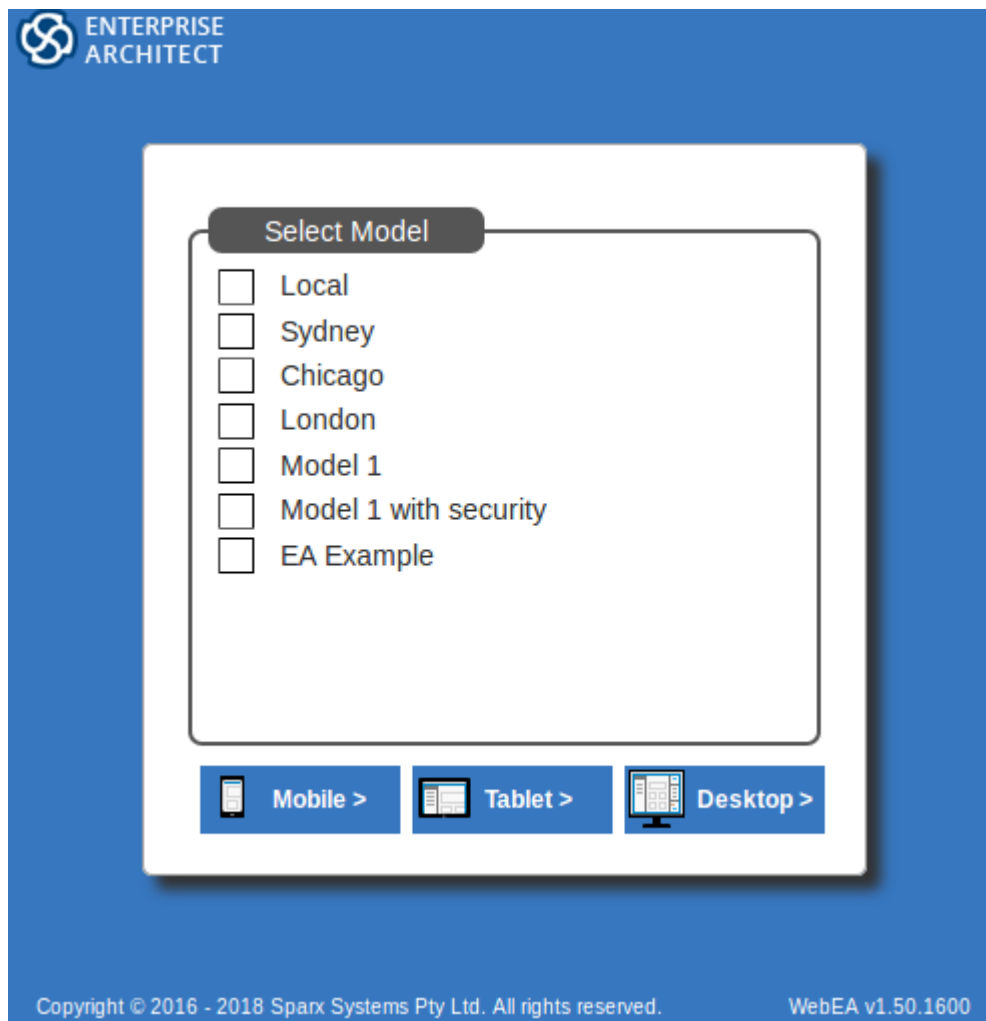 ENTERPRISE
ARCHITECT
Select Model
Local
Sydney
Chicago
London
Model 1
Model 1 with security
EA Example
Mobile > Tablet > Desktop >
Copyright © 2016 - 2018 Sparx Systems Pty Ltd. All rights reserved. WebEA v1.50.1600